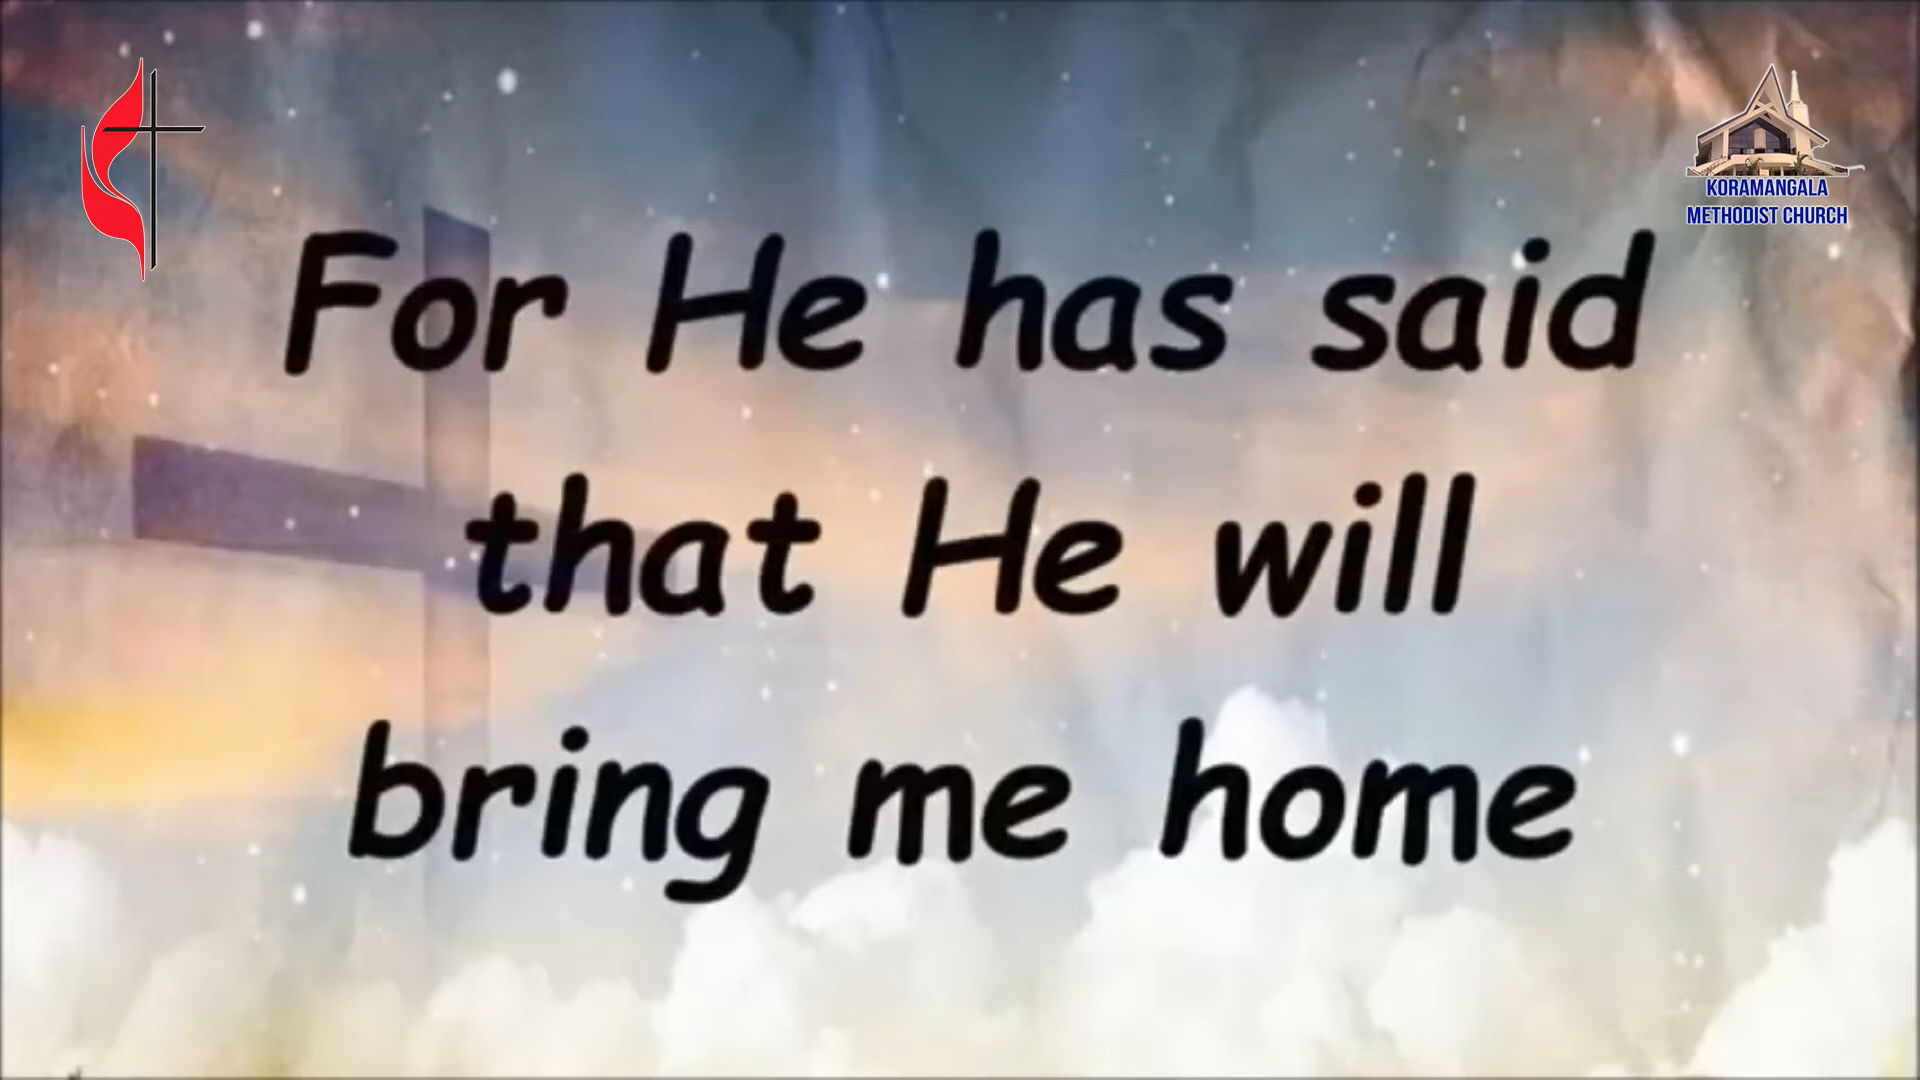 KORAMANGALA
METHODIST CHURCH
For He has said
that He will
bring me home